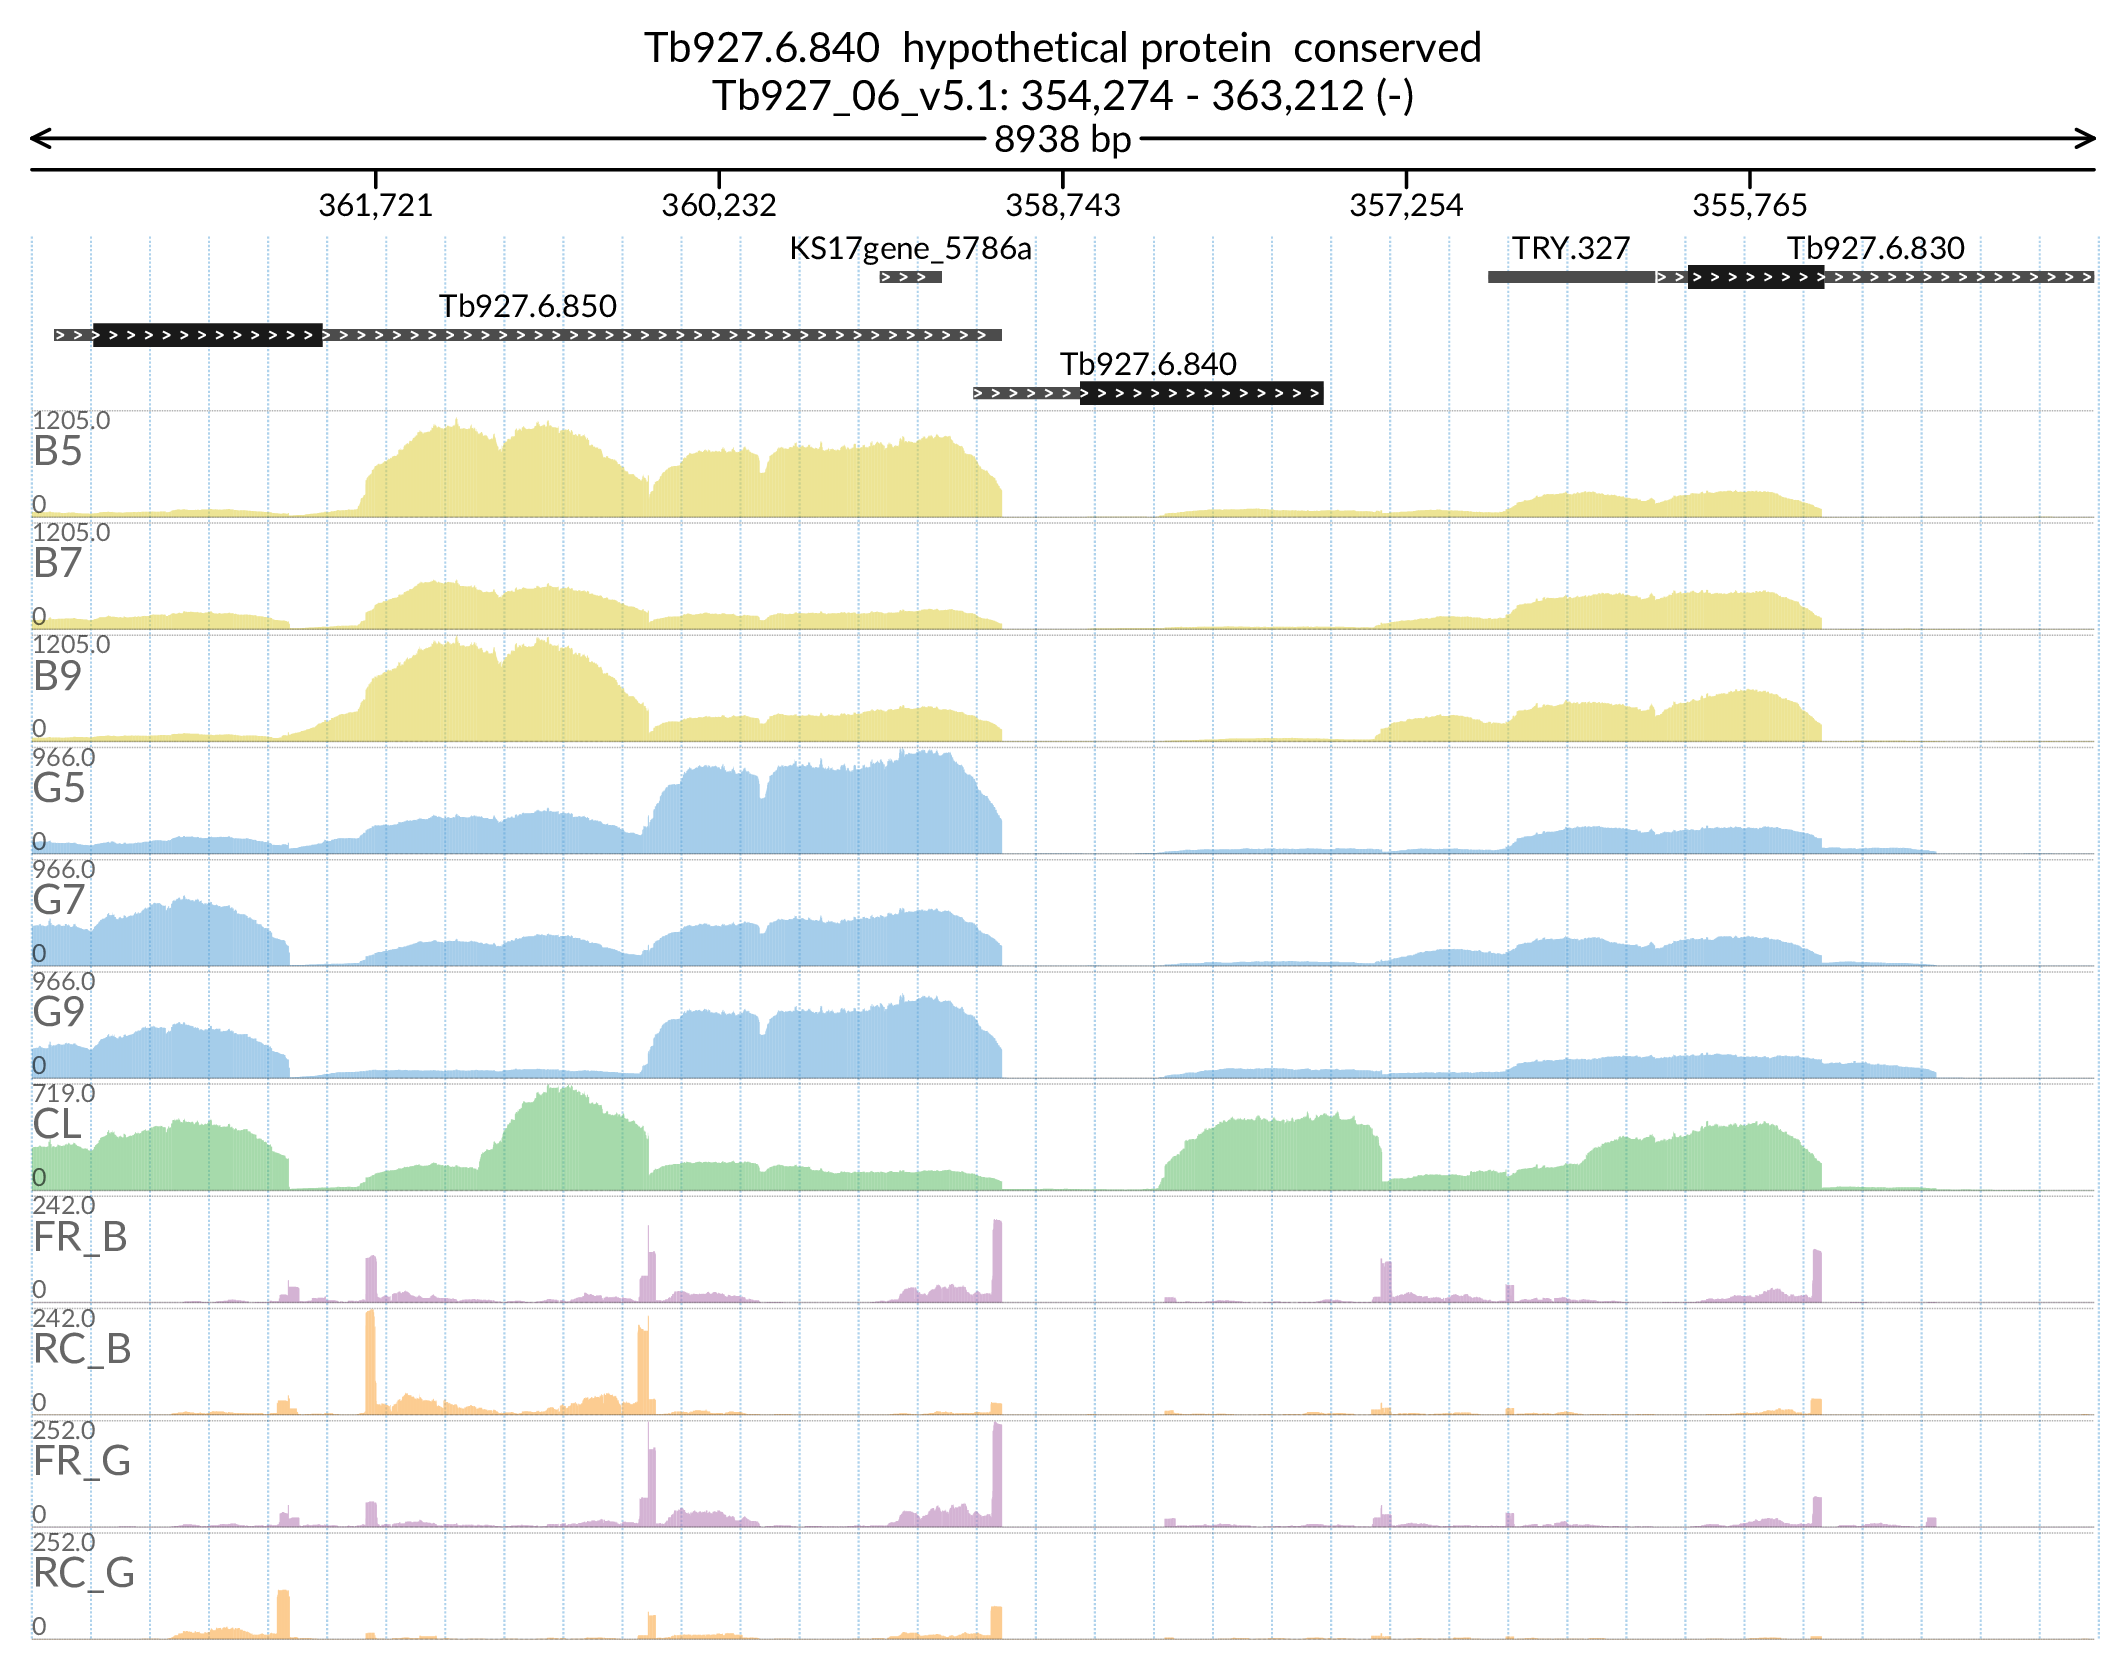 Tb927.6.840 hypothetical protein conserved
Tb927_06_v5.1: 354,274 - 363,212 (-)
8938 bp
361,721 360,232 358,743 357,254 355,765
KS17gene_5786a TRY.327 Tb927.6.830
Tb927.6.850
Tb927.6.840
1205.0
B5
0
1205.0
B7
0
1205.0
B9
0
966.0
G5
0
966.0
G7
0
966.0
G9
0
719.0
CL
0
242.0
FR_B
0
242.0
RC_B
0
252.0
FR_G
0
252.0
RC_G
0